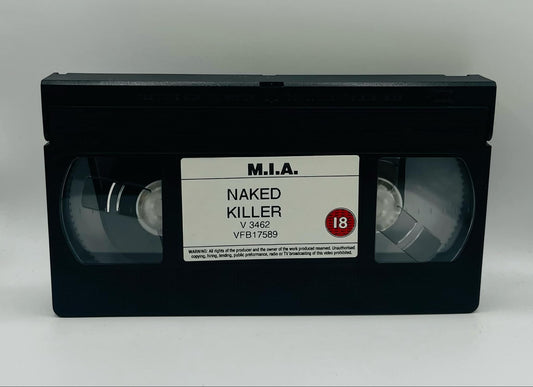 M.I.A.
NAKED
KILLER
V 3462
VFB17589
18
WARNING: All rights of the producer and the owner of the work produced reserved. Unauthorised
copying, hiring, lending, public preformance, radio or TV broadcasting of this video prohibited.